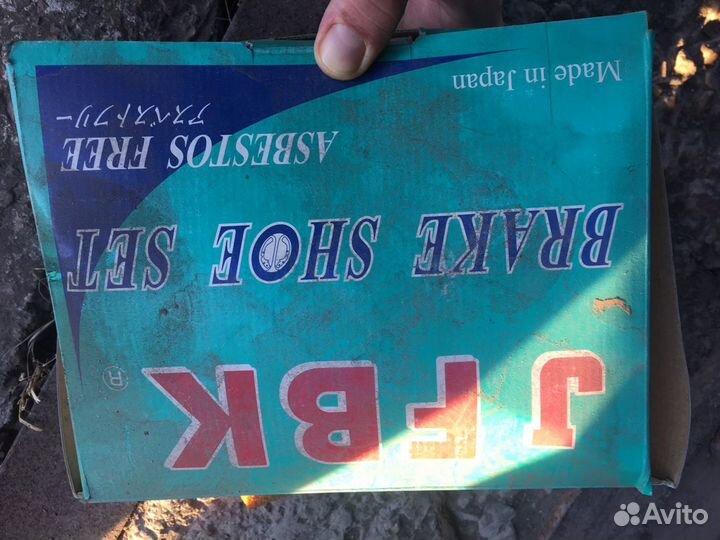 JFBK®
BRAKE SHOE SET
ASBESTOS FREE
アスベストフリー
Made in Japan
Avito